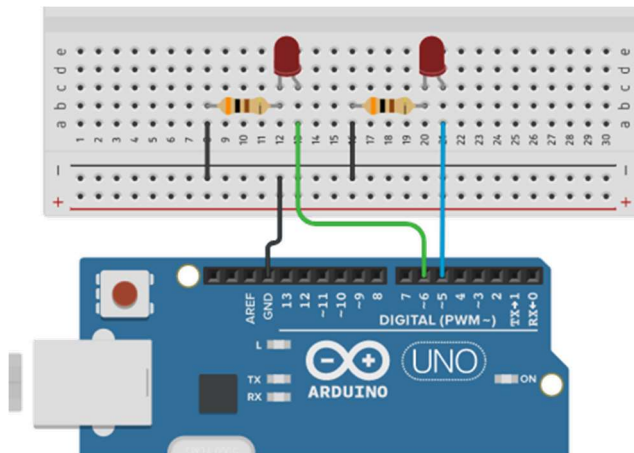 e e
d d
c c
b b
a a
1 2 3 4 5 6 7 8 9 10 11 12 13 14 15 16 17 18 19 20 21 22 23 24 25 26 27 28 29 30
- -
+ +
AREF GND 13 12 ~11 ~10 ~9 8 7 ~6 ~5 4 ~3 2 TX→1 RX←0
DIGITAL (PWM~)
L
TX
RX
UNO
ON
ARDUINO